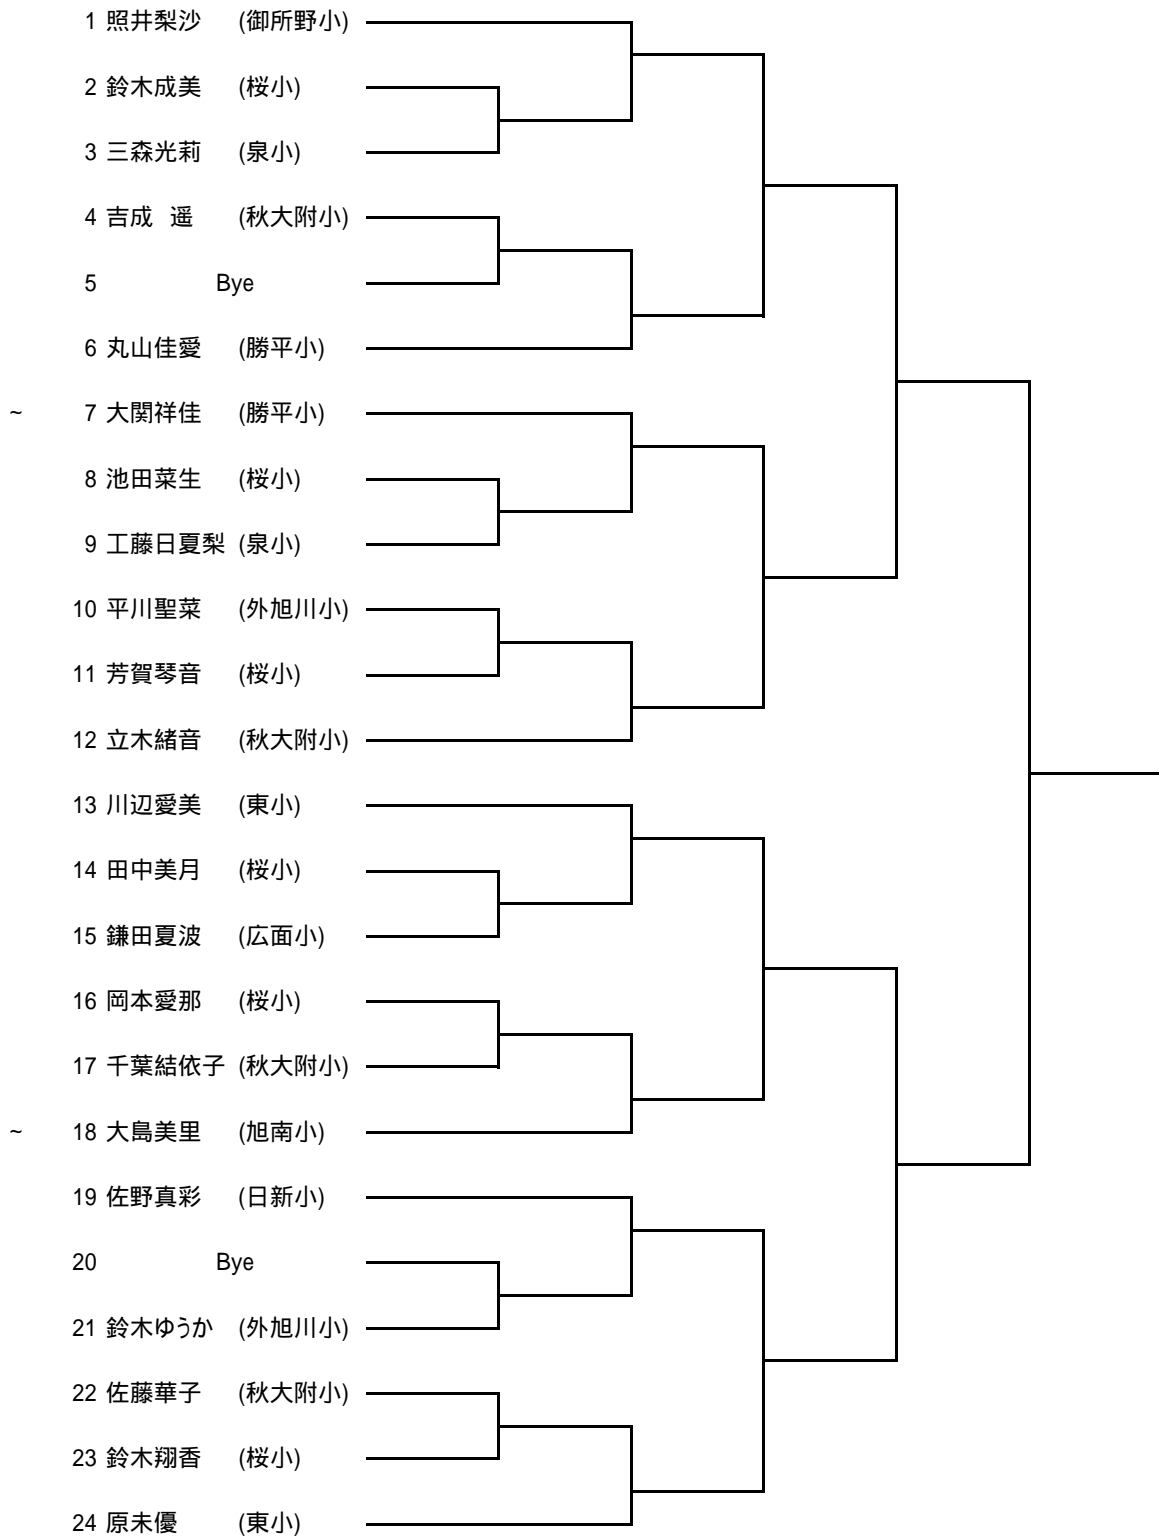 1 照井梨沙 (御所野小)
2 鈴木成美 (桜小)
3 三森光莉 (泉小)
4 吉成 遥 (秋大附小)
5 Bye
6 丸山佳愛 (勝平小)
~ 7 大関祥佳 (勝平小)
8 池田菜生 (桜小)
9 工藤日夏梨 (泉小)
10 平川聖菜 (外旭川小)
11 芳賀琴音 (桜小)
12 立木緒音 (秋大附小)
13 川辺愛美 (東小)
14 田中美月 (桜小)
15 鎌田夏波 (広面小)
16 岡本愛那 (桜小)
17 千葉結依子 (秋大附小)
~ 18 大島美里 (旭南小)
19 佐野真彩 (日新小)
20 Bye
21 鈴木ゆうか (外旭川小)
22 佐藤華子 (秋大附小)
23 鈴木翔香 (桜小)
24 原未優 (東小)